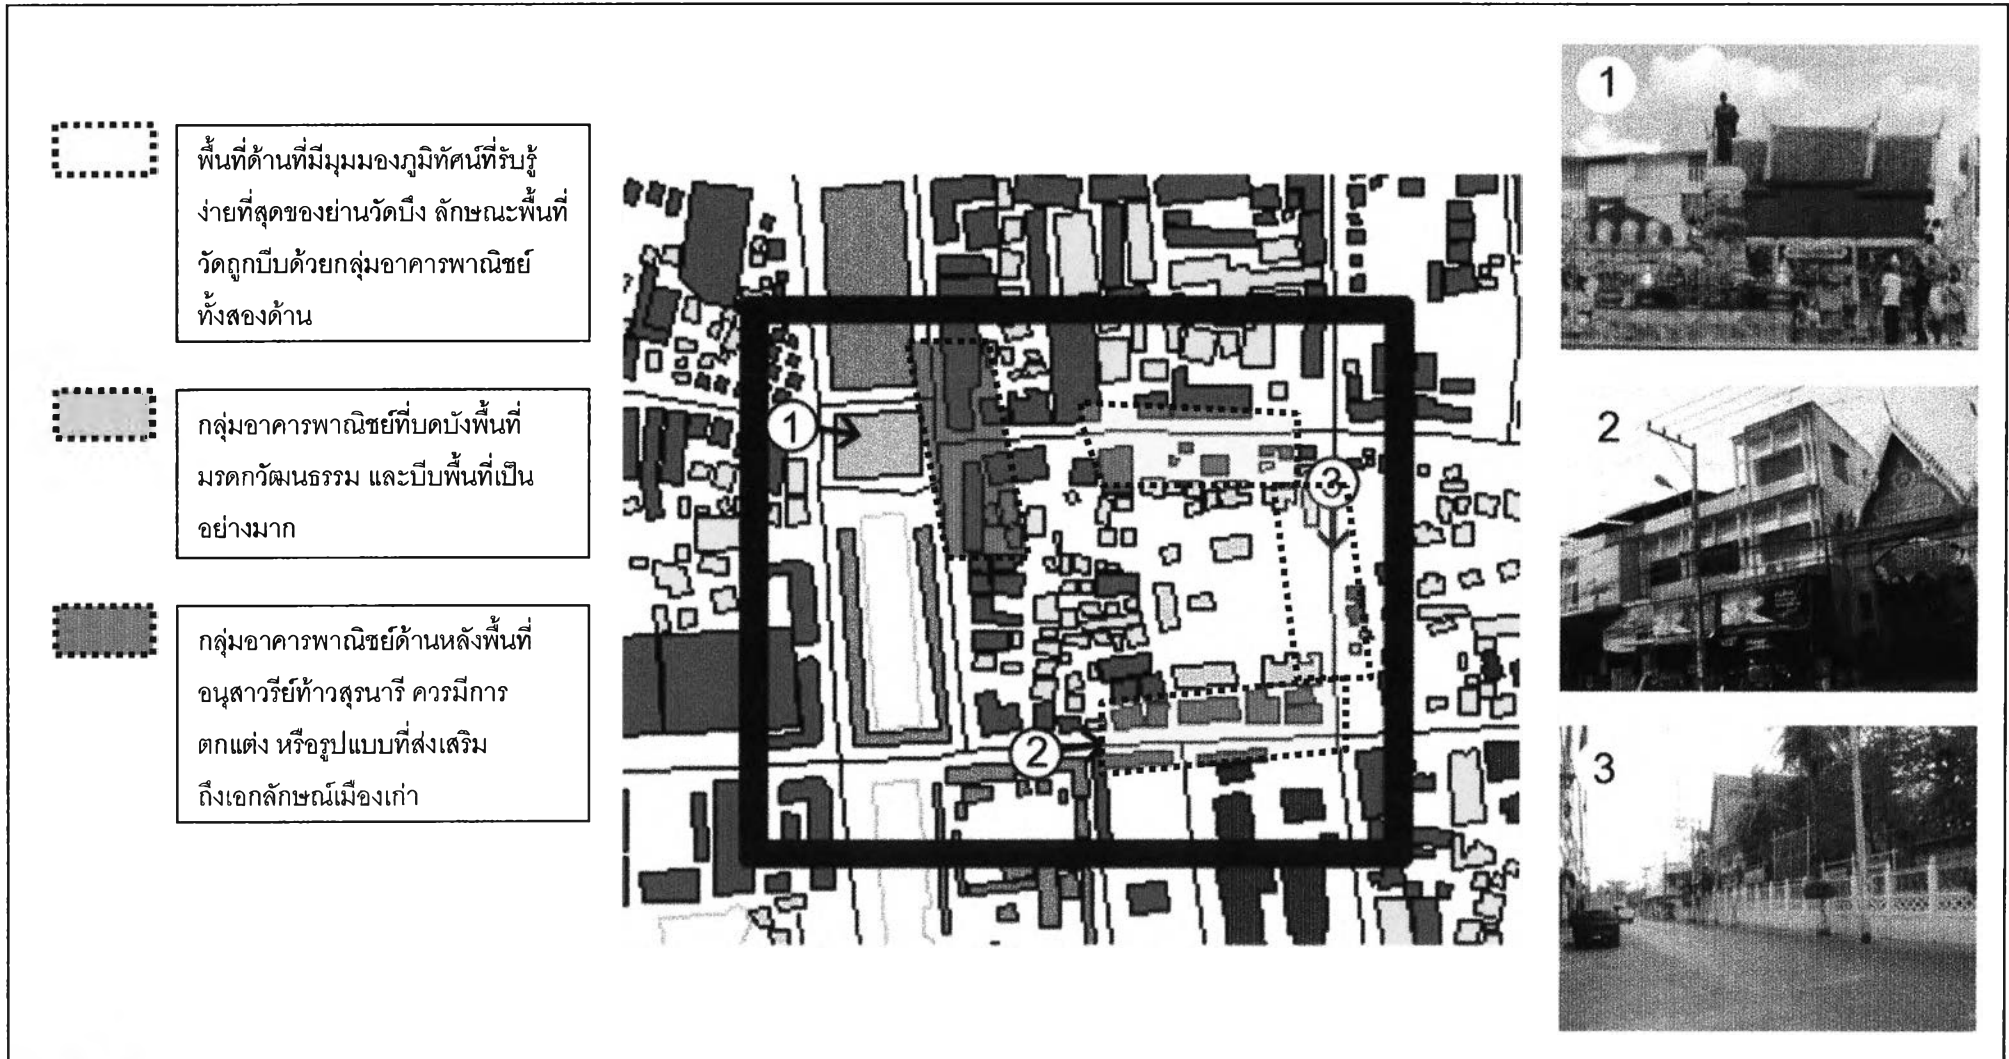 พื้นที่ด้านที่มีมุมมองภูมิทัศน์ที่รับรู้
ง่ายที่สุดของย่านวัดบึง ลักษณะพื้นที่
วัดถูกบีบด้วยกลุ่มอาคารพาณิชย์
ทั้งสองด้าน
กลุ่มอาคารพาณิชย์ที่บดบังพื้นที่
มรดกวัฒนธรรม และบีบพื้นที่เป็น
อย่างมาก
กลุ่มอาคารพาณิชย์ด้านหลังพื้นที่
อนุสาวรีย์ท้าวสุรนารี ควรมีการ
ตกแต่ง หรือรูปแบบที่ส่งเสริม
ถึงเอกลักษณ์เมืองเก่า
1
3
2
1
2
3